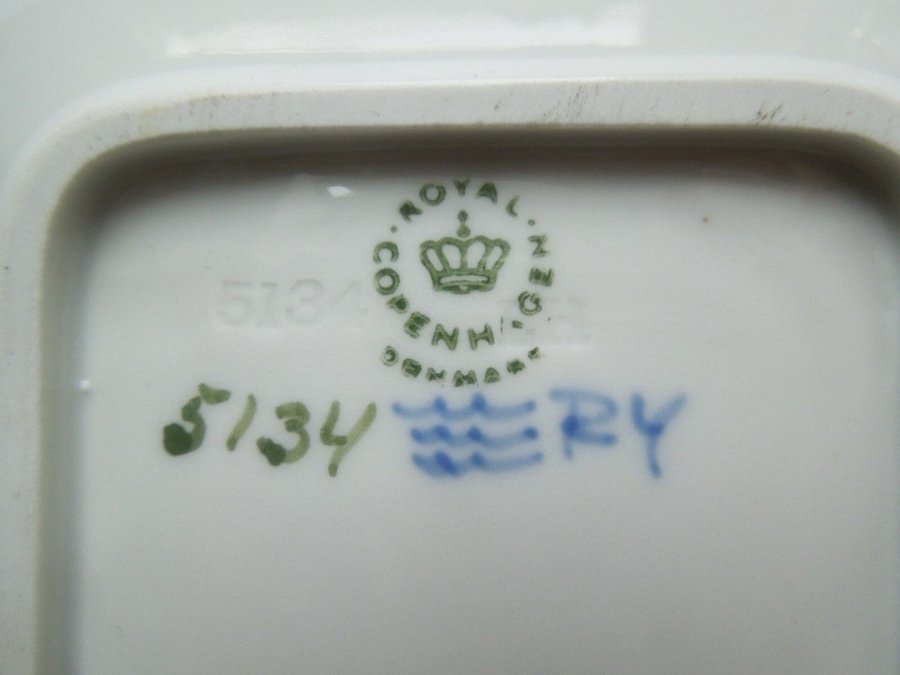 ROYAL
COPENHAGEN
DENMARK
5134
5134 RY